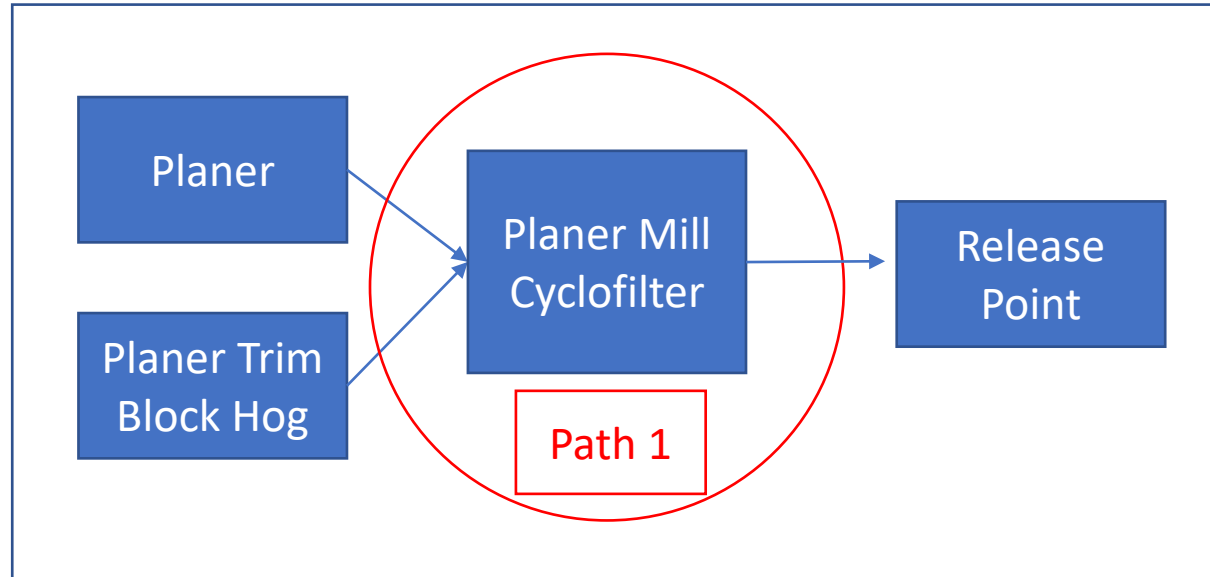 Planer
Planer Trim
Block Hog
Planer Mill
Cyclofilter
Path 1
Release
Point